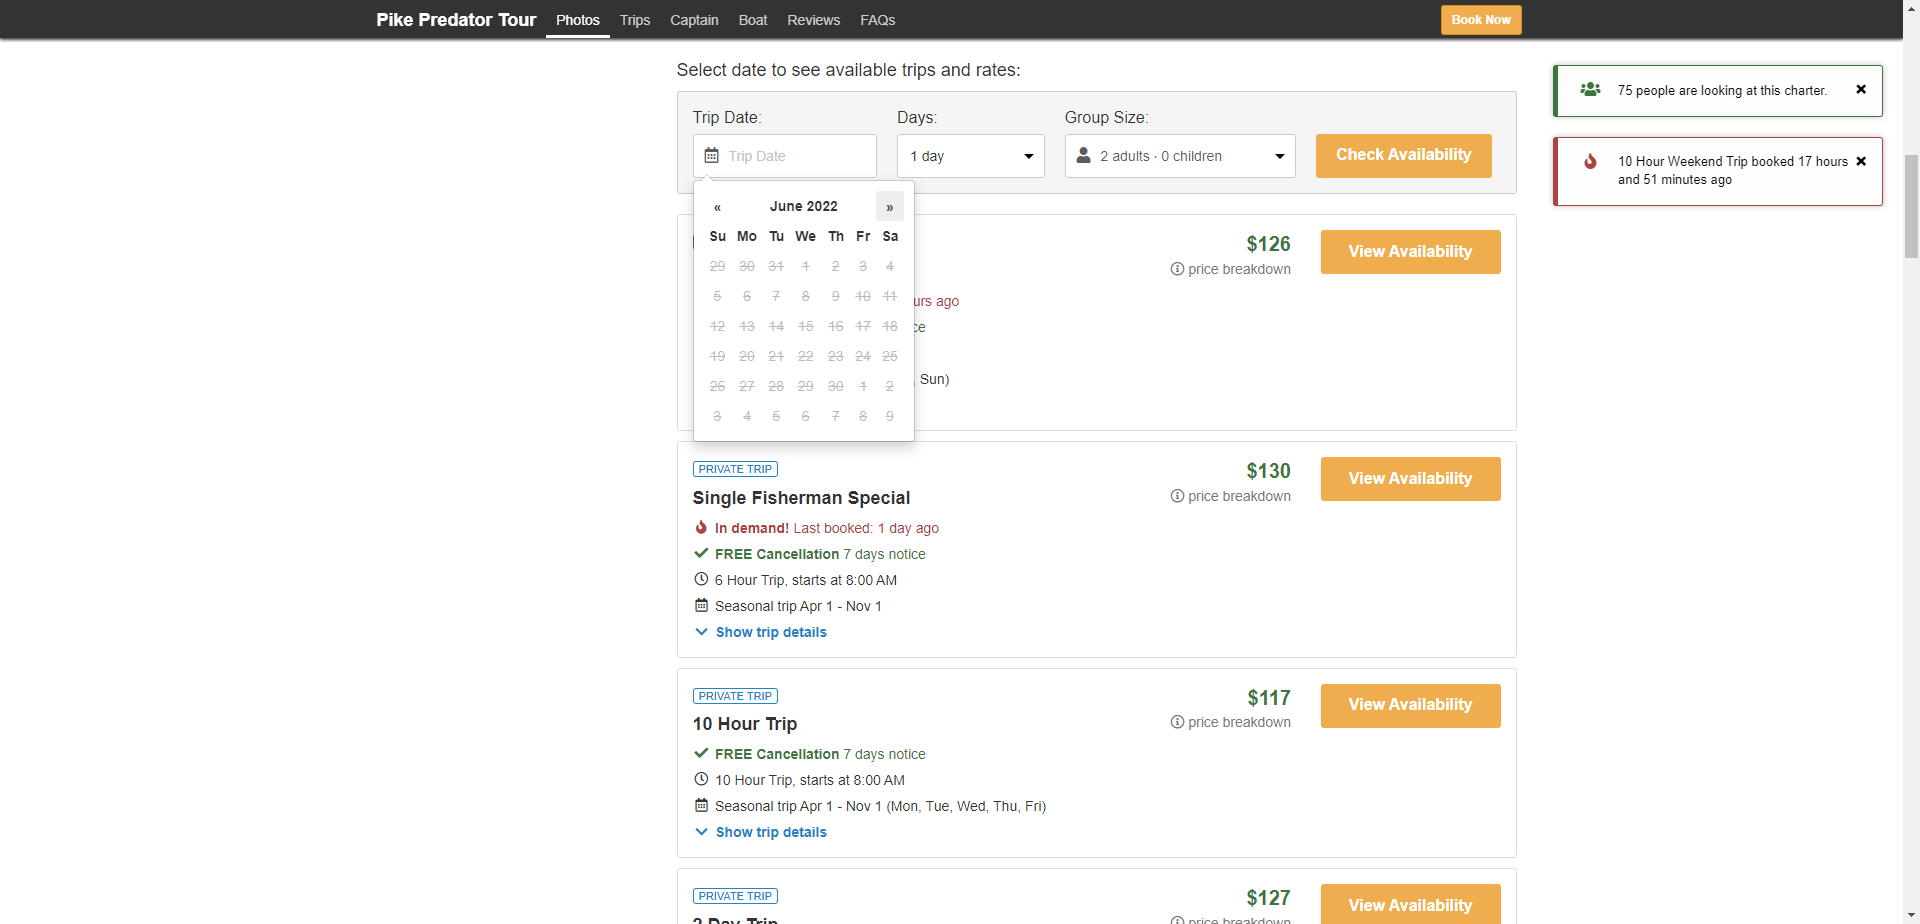 Pike Predator Tour Photos Trips Captain Boat Reviews FAQs Book Now
Select date to see available trips and rates:
Trip Date: Days: Group Size:
Trip Date 1 day 2 adults · 0 children Check Availability
« June 2022 »
Su Mo Tu We Th Fr Sa
29 30 31 1 2 3 4
5 6 7 8 9 10 11
12 13 14 15 16 17 18
19 20 21 22 23 24 25
26 27 28 29 30 1 2
3 4 5 6 7 8 9
75 people are looking at this charter.
10 Hour Weekend Trip booked 17 hours
and 51 minutes ago
$126 View Availability
price breakdown
ago
, Sun)
PRIVATE TRIP
$130 View Availability
Single Fisherman Special
price breakdown
In demand! Last booked: 1 day ago
FREE Cancellation 7 days notice
6 Hour Trip, starts at 8:00 AM
Seasonal trip Apr 1 - Nov 1
Show trip details
PRIVATE TRIP
$117 View Availability
10 Hour Trip
price breakdown
FREE Cancellation 7 days notice
10 Hour Trip, starts at 8:00 AM
Seasonal trip Apr 1 - Nov 1 (Mon, Tue, Wed, Thu, Fri)
Show trip details
PRIVATE TRIP
$127 View Availability
2 Day Trip
price breakdown